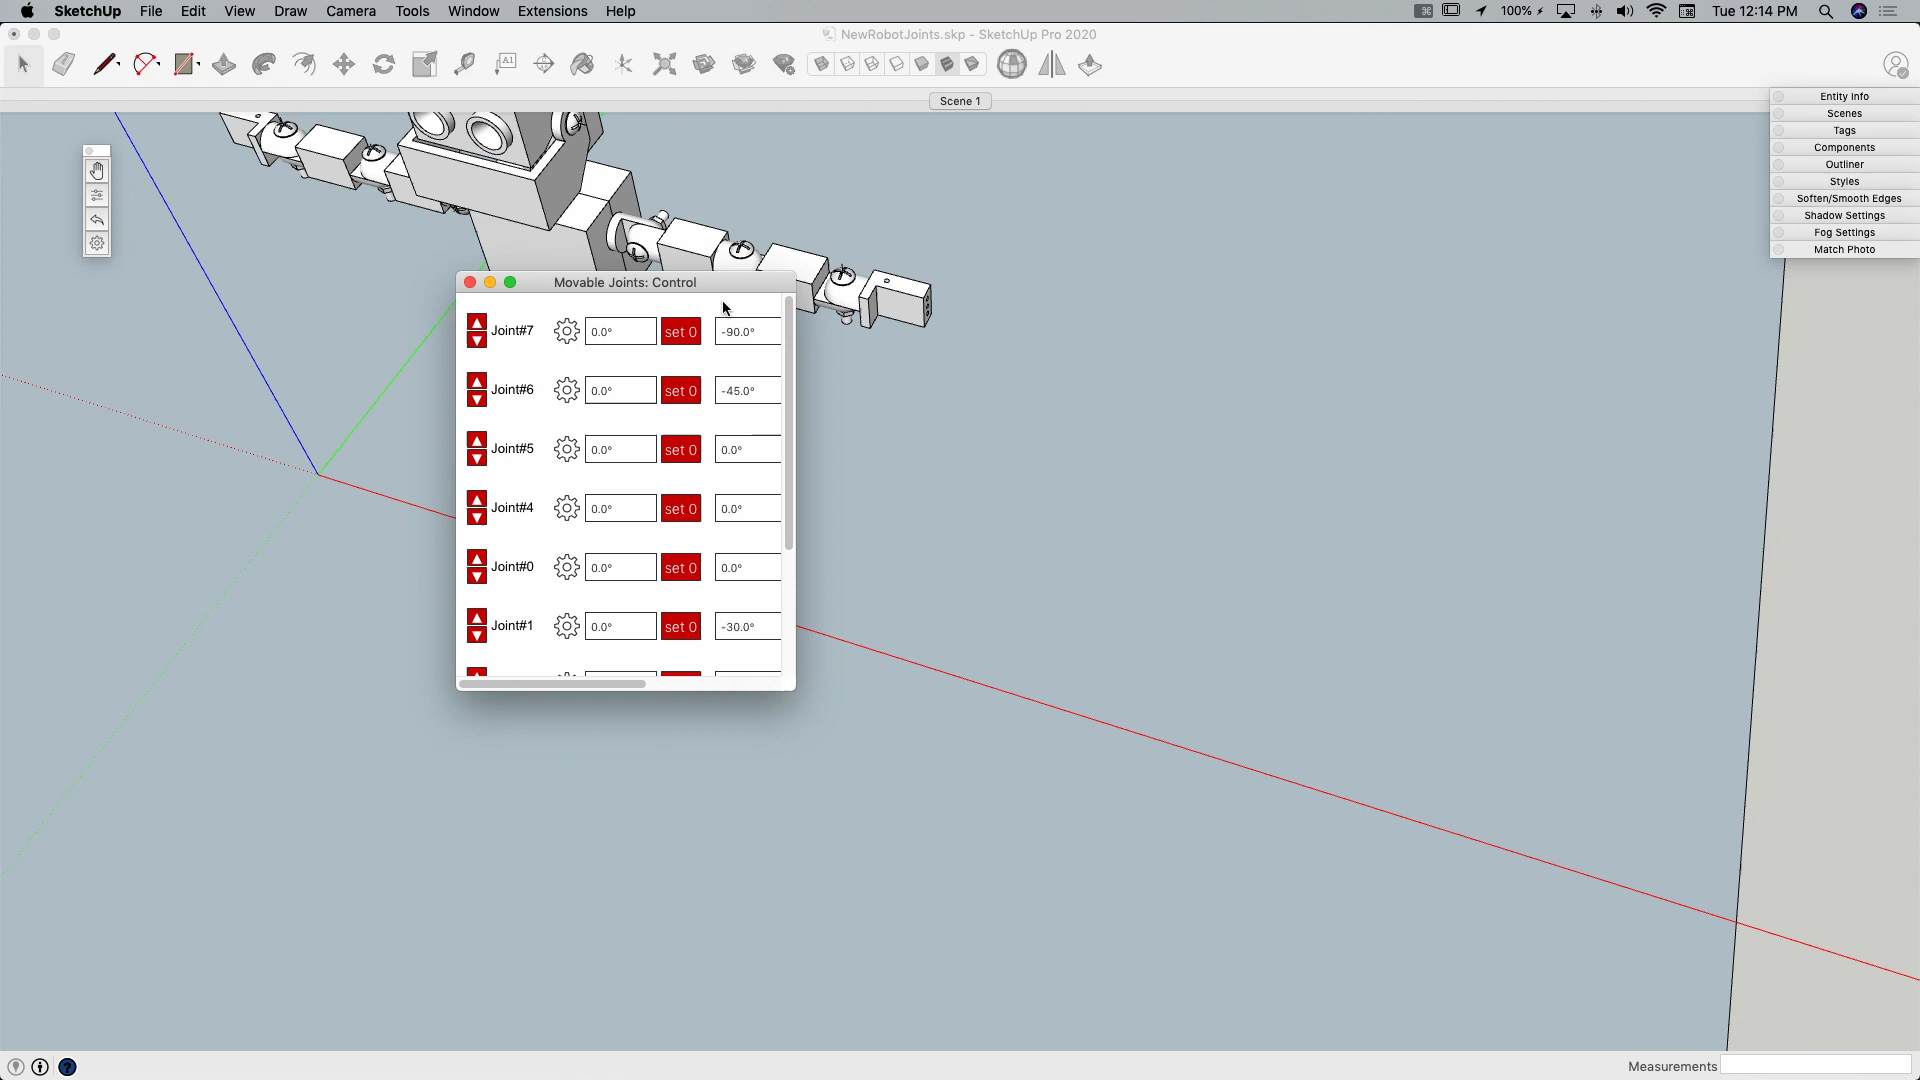 SketchUp File Edit View Draw Camera Tools Window Extensions Help
100% Tue 12:14 PM
NewRobotJoints.skp - SketchUp Pro 2020
A1
Scene 1
Entity Info
Scenes
Tags
Components
Outliner
Styles
Soften/Smooth Edges
Shadow Settings
Fog Settings
Match Photo
Movable Joints: Control
Joint#7 0.0° set 0 -90.0°
Joint#6 0.0° set 0 -45.0°
Joint#5 0.0° set 0 0.0°
Joint#4 0.0° set 0 0.0°
Joint#0 0.0° set 0 0.0°
Joint#1 0.0° set 0 -30.0°
Measurements